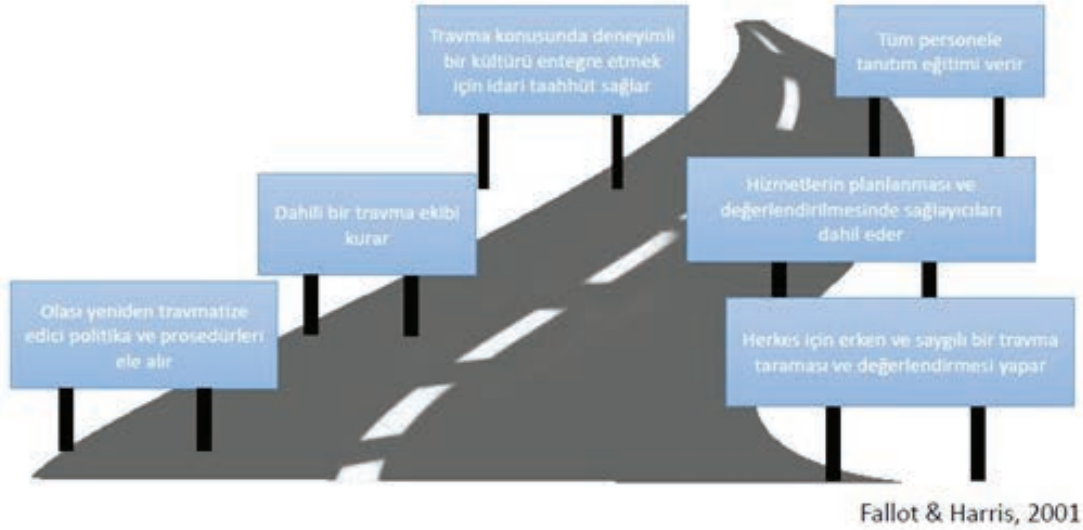 Travma konusunda deneyimli
bir kültürü entegre etmek
için idari taahhüt sağlar
Tüm personele
tanıtım eğitimi verir
Dahili bir travma ekibi
kurar
Hizmetlerin planlanması ve
değerlendirilmesinde sağlayıcıları
dahil eder
Olası yeniden travmatize
edici politika ve prosedürleri
ele alır
Herkes için erken ve saygılı bir travma
taraması ve değerlendirmesi yapar
Fallot & Harris, 2001